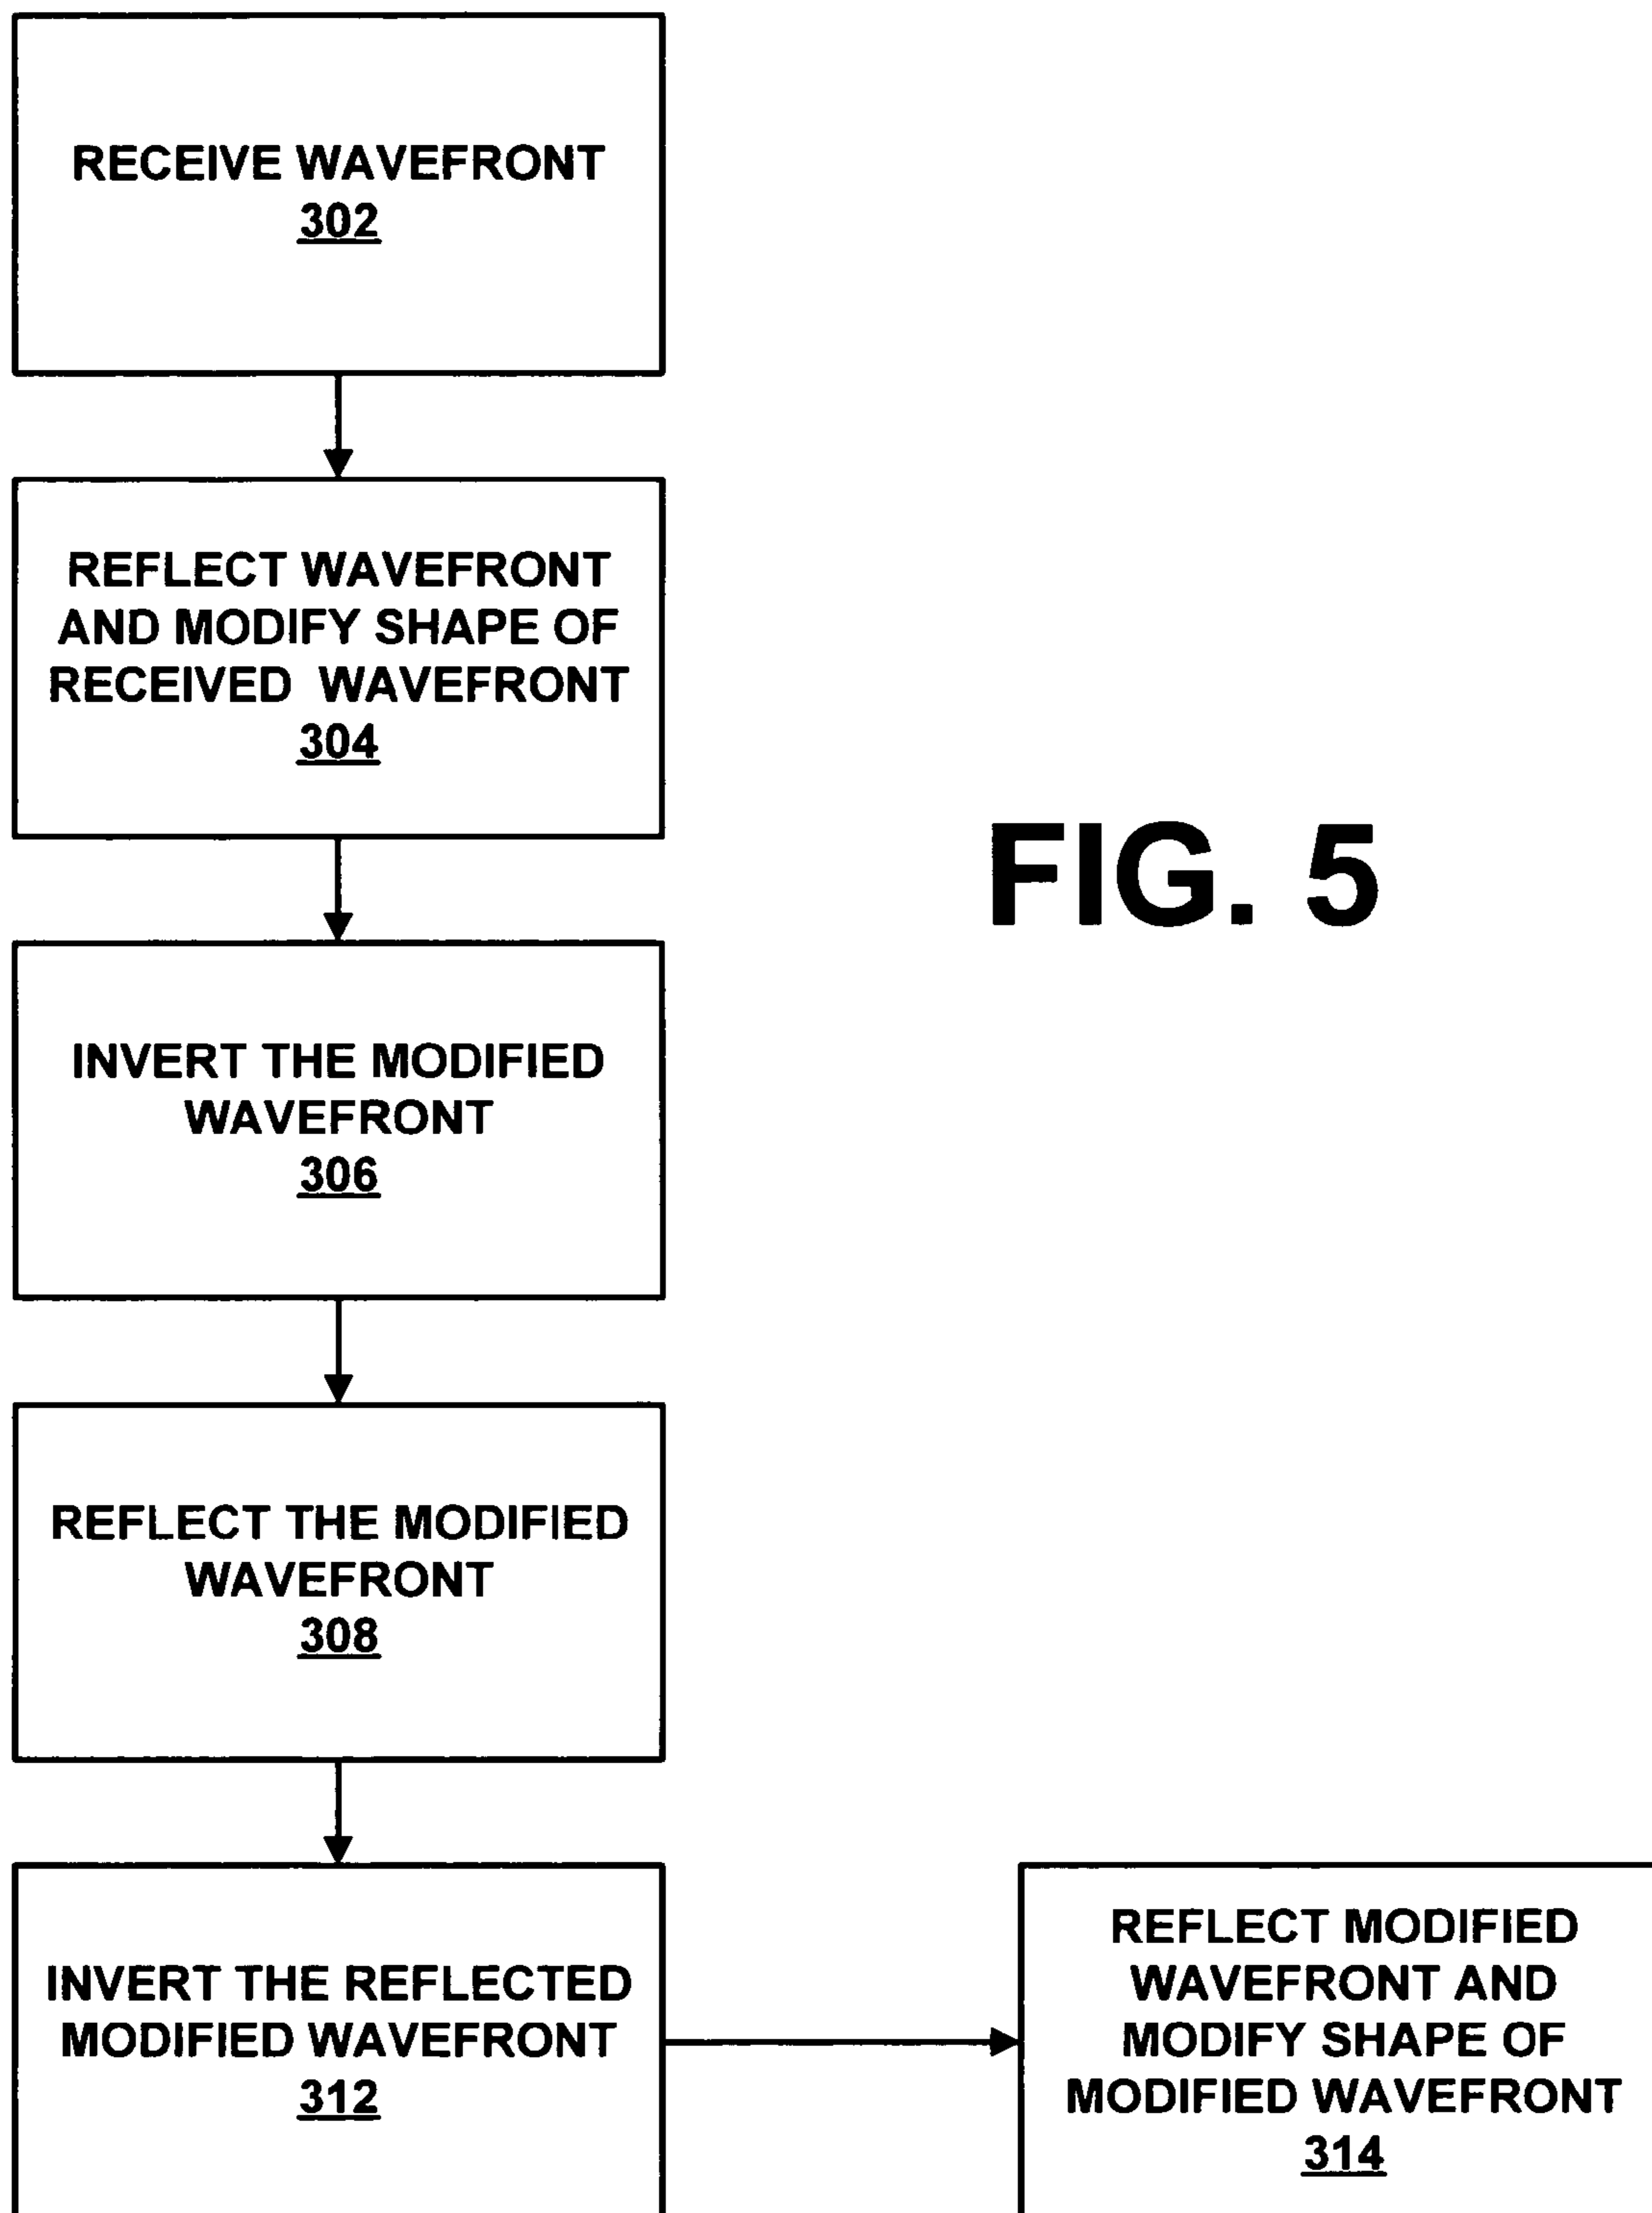 RECEIVE WAVEFRONT
302
REFLECT WAVEFRONT
AND MODIFY SHAPE OF
RECEIVED WAVEFRONT
304
FIG. 5
INVERT THE MODIFIED
WAVEFRONT
306
REFLECT THE MODIFIED
WAVEFRONT
308
INVERT THE REFLECTED
MODIFIED WAVEFRONT
312
REFLECT MODIFIED
WAVEFRONT AND
MODIFY SHAPE OF
MODIFIED WAVEFRONT
314